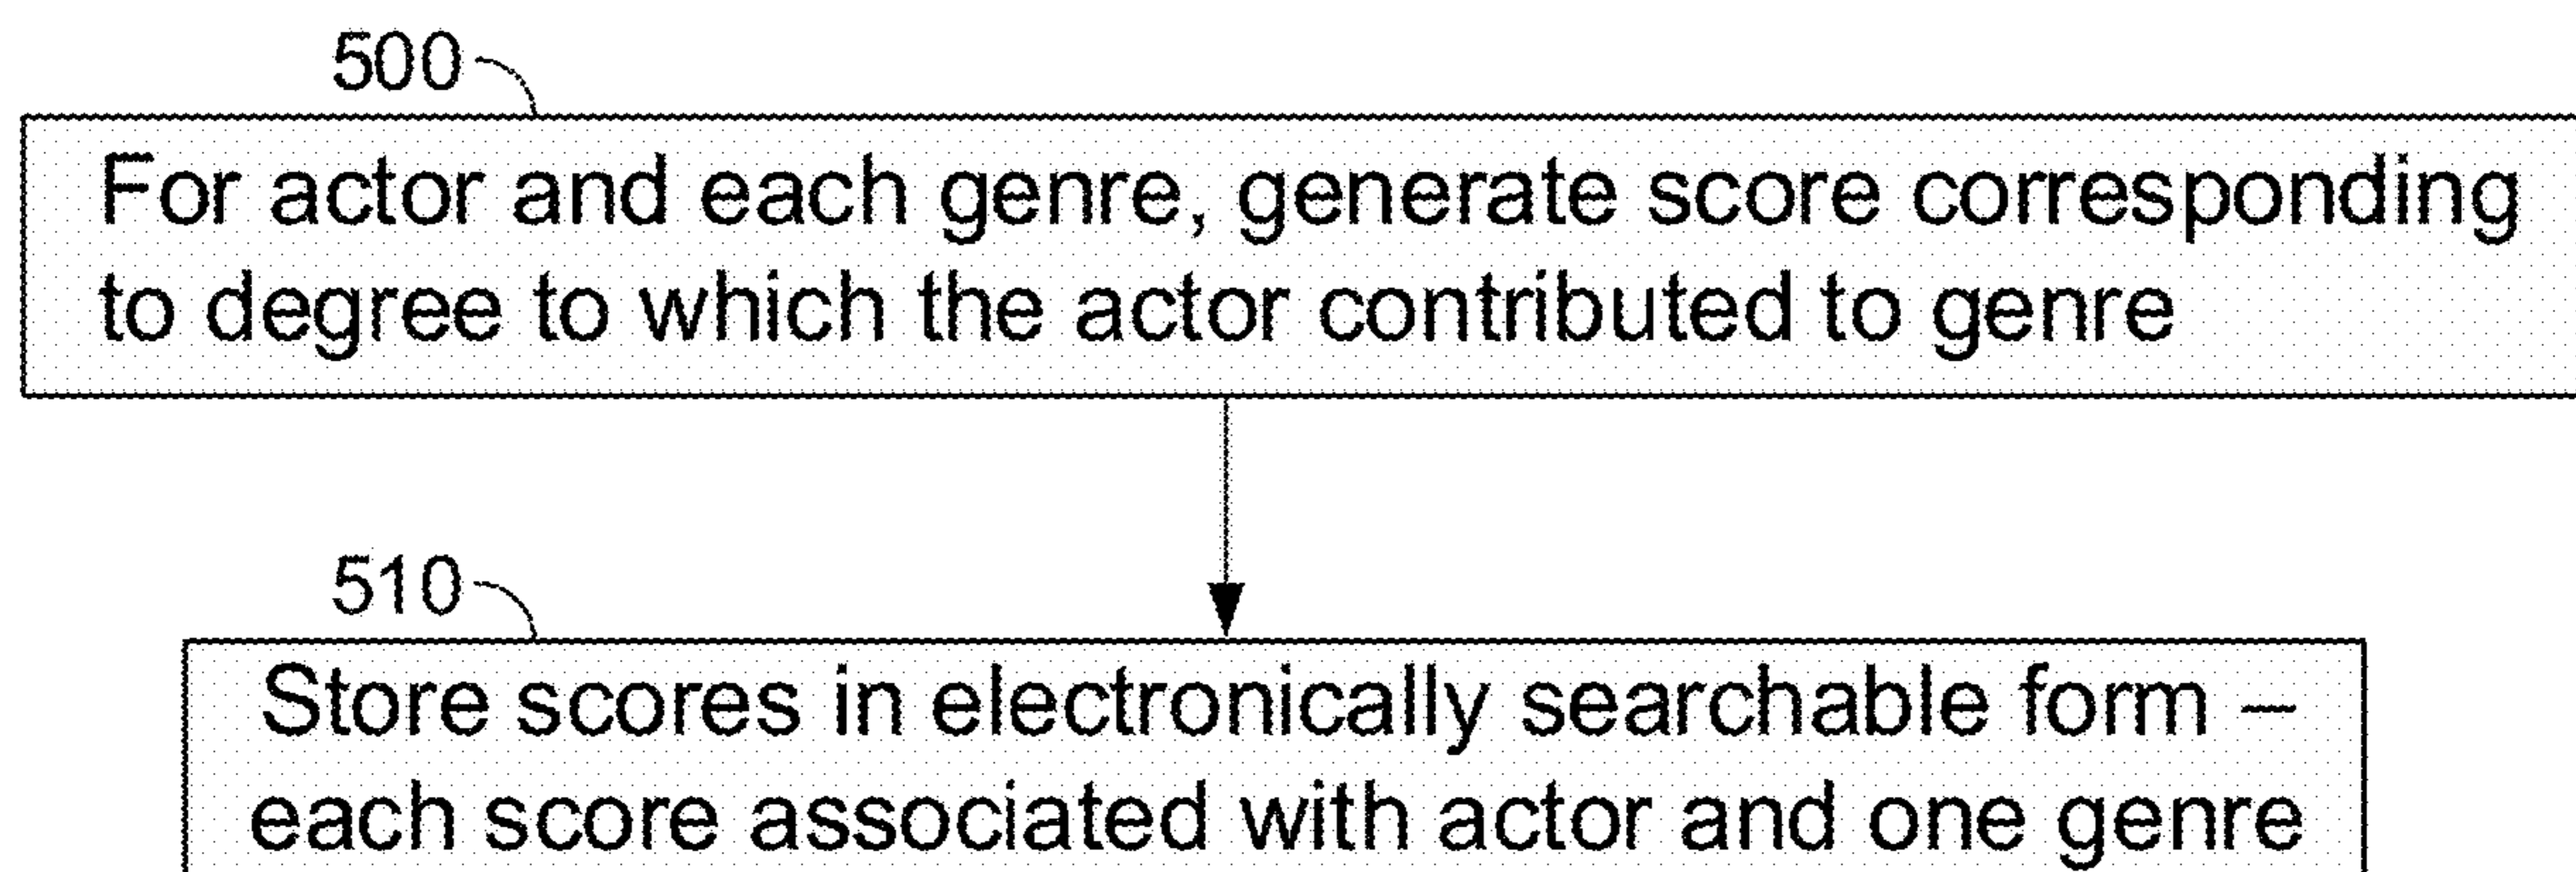 500
For actor and each genre, generate score corresponding
to degree to which the actor contributed to genre
510
Store scores in electronically searchable form –
each score associated with actor and one genre